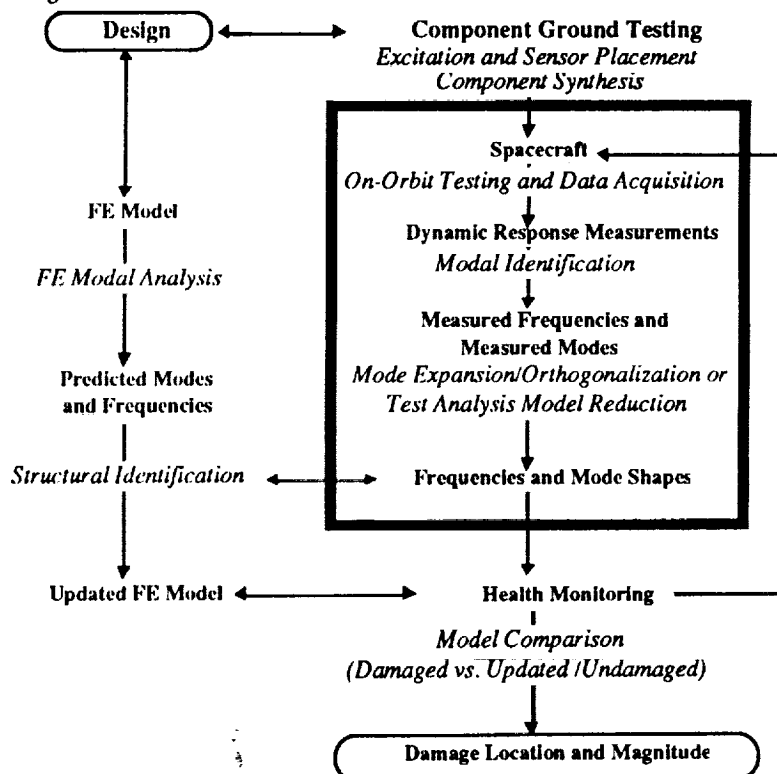 Design
Component Ground Testing
Excitation and Sensor Placement
Component Synthesis
Spacecraft
On-Orbit Testing and Data Acquisition
FE Model
Dynamic Response Measurements
FE Modal Analysis
Modal Identification
Measured Frequencies and
Measured Modes
Predicted Modes
and Frequencies
Mode Expansion/Orthogonalization or
Test Analysis Model Reduction
Structural Identification
Frequencies and Mode Shapes
Updated FE Model
Health Monitoring
Model Comparison
(Damaged vs. Updated /Undamaged)
Damage Location and Magnitude